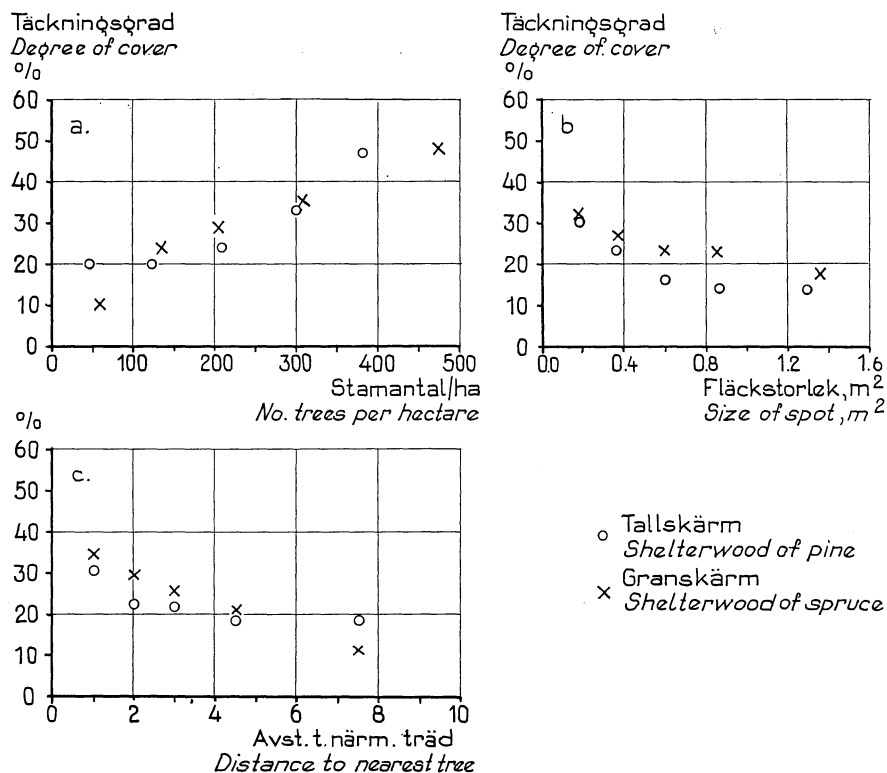 Täckningsgrad
Degree of cover
%
60
50
40
30
20
10
0
a.
0 100 200 300 400 500
Stamantal/ha
No. trees per hectare
Täckningsgrad
Degree of cover
%
60
50
40
30
20
10
0
b
0.0 0.4 0.8 1.2 1.6
Fläckstorlek, m²
Size of spot, m²
%
60
50
40
30
20
10
0
c.
0 2 4 6 8 10
Avst. t. närm. träd
Distance to nearest tree
Tallskärm
Shelterwood of pine
Granskärm
Shelterwood of spruce